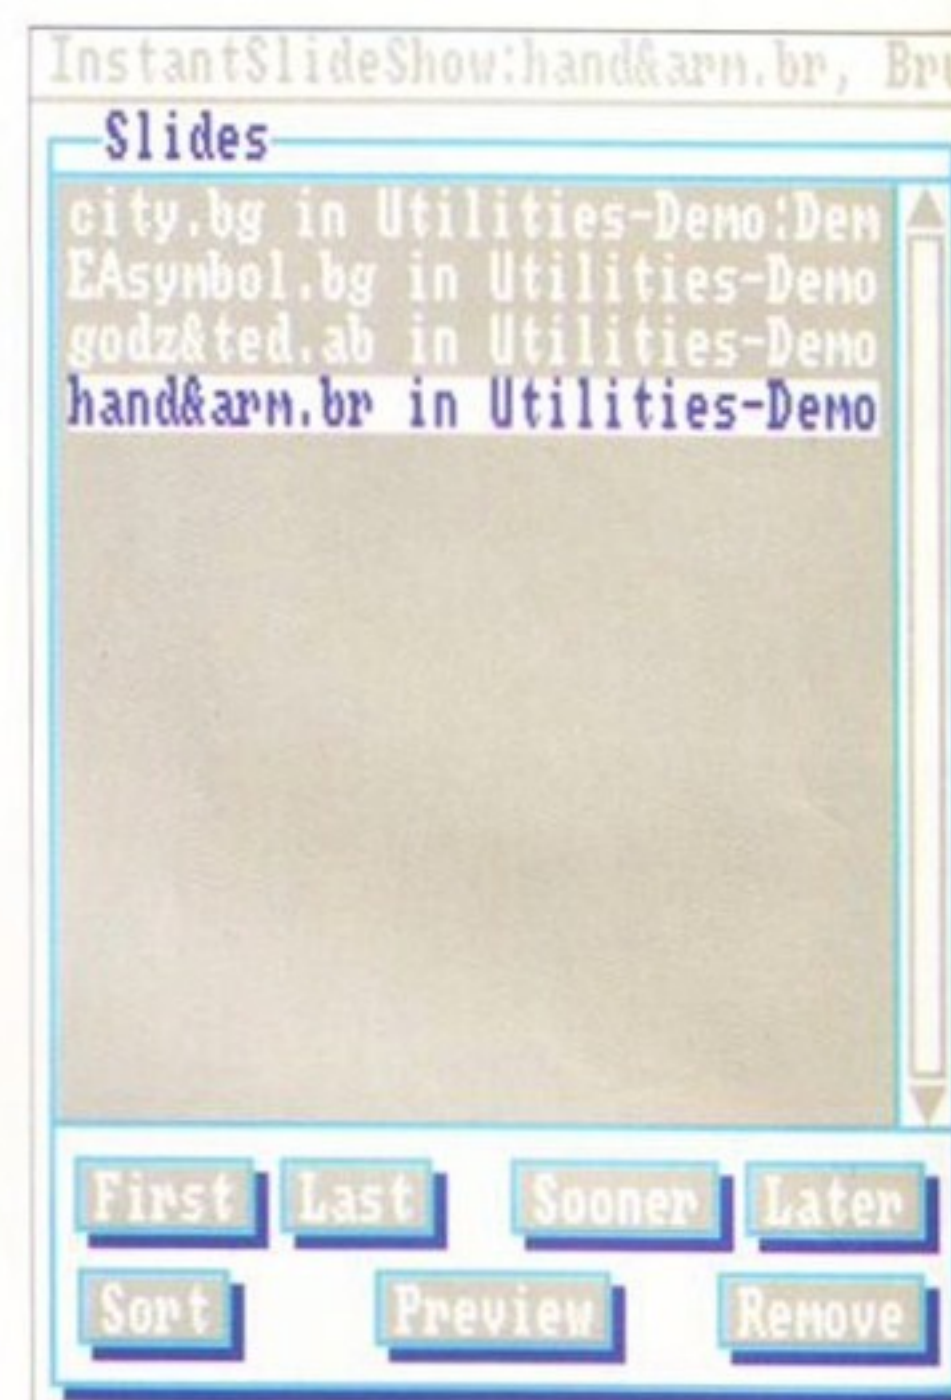 InstantSlideShow:hand&arm.br,
Slides
city.bg in Utilities-Demo:Dem
EAsymbol.bg in Utilities-Demo
godz&ted.ab in Utilities-Demo
hand&arm.br in Utilities-Demo
First Last Sooner Later
Sort Preview Remove